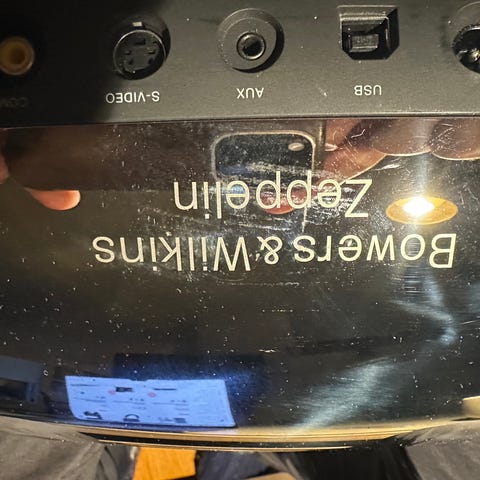 Bowers & Wilkins
Zeppelin
USB
AUX
S-VIDEO